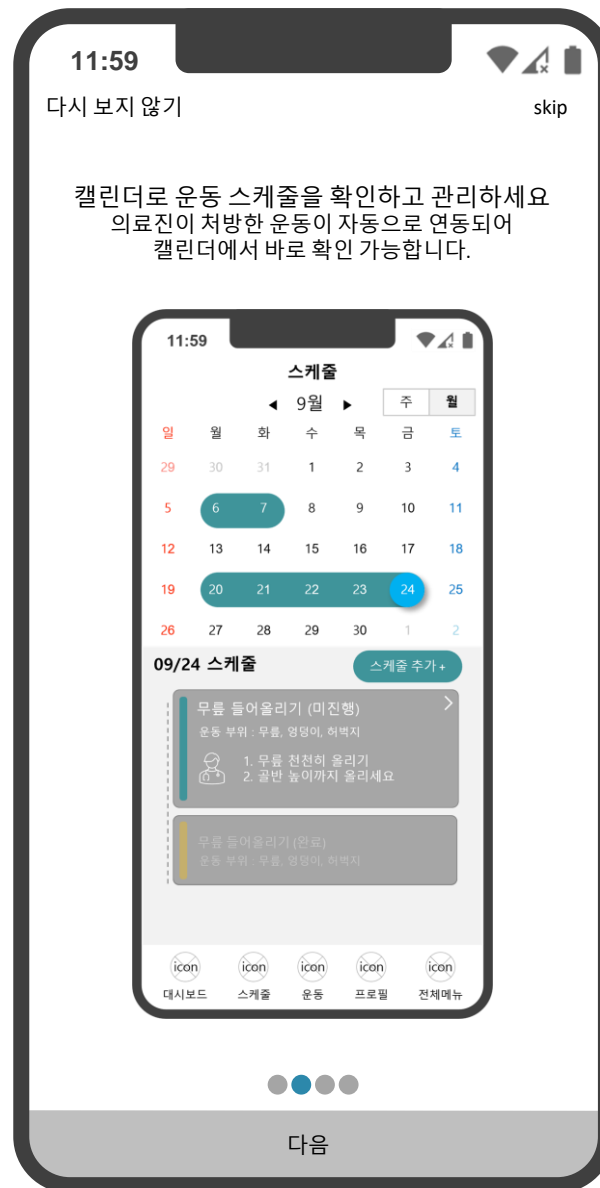 11:59
다시 보지 않기 skip
캘린더로 운동 스케줄을 확인하고 관리하세요
의료진이 처방한 운동이 자동으로 연동되어
캘린더에서 바로 확인 가능합니다.
11:59
스케줄
◀ 9월 ▶ 주 월
일 월 화 수 목 금 토
29 30 31 1 2 3 4
5 6 7 8 9 10 11
12 13 14 15 16 17 18
19 20 21 22 23 24 25
26 27 28 29 30 1 2
09/24 스케줄 스케줄 추가+
무릎 들어올리기 (미진행)
운동 부위 : 무릎, 엉덩이, 허벅지
1. 무릎 천천히 올리기
2. 골반 높이까지 올리세요
무릎 들어올리기 (완료)
운동 부위 : 무릎, 엉덩이, 허벅지
icon icon icon icon icon
대시보드 스케줄 운동 프로필 전체메뉴
다음